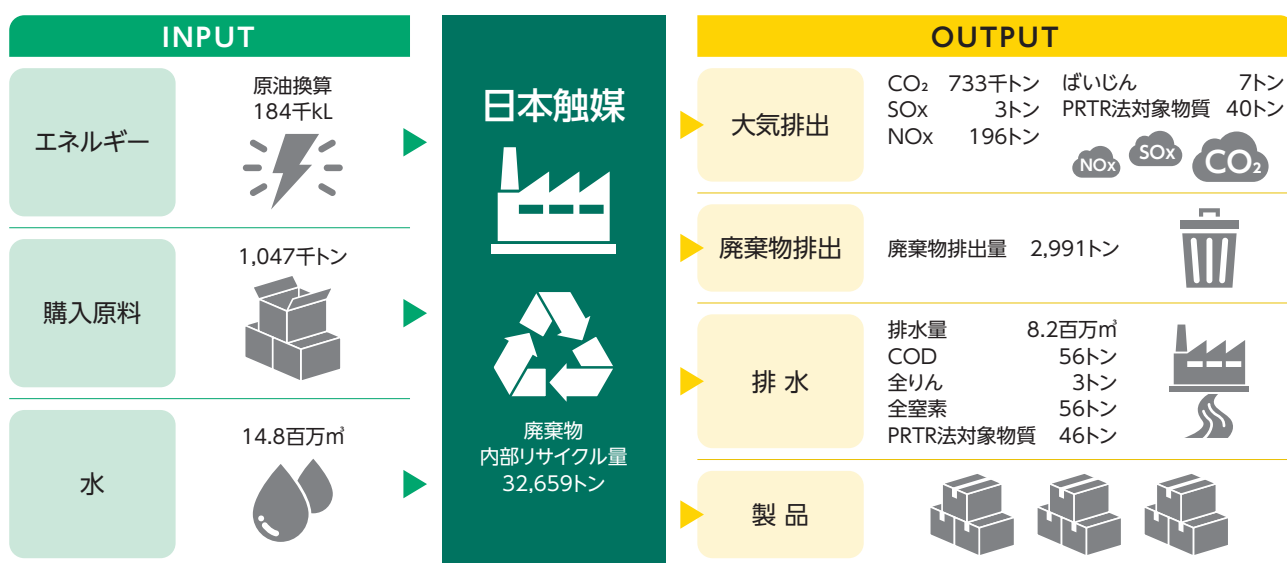 INPUT
エネルギー
原油換算
184千kL
購入原料
1,047千トン
水
14.8百万㎥
日本触媒
廃棄物
内部リサイクル量
32,659トン
OUTPUT
大気排出
CO₂ 733千トン
SOx 3トン
NOx 196トン
ばいじん 7トン
PRTR法対象物質 40トン
NOx
SOx
CO₂
廃棄物排出
廃棄物排出量 2,991トン
排 水
排水量 8.2百万㎥
COD 56トン
全りん 3トン
全窒素 56トン
PRTR法対象物質 46トン
製 品